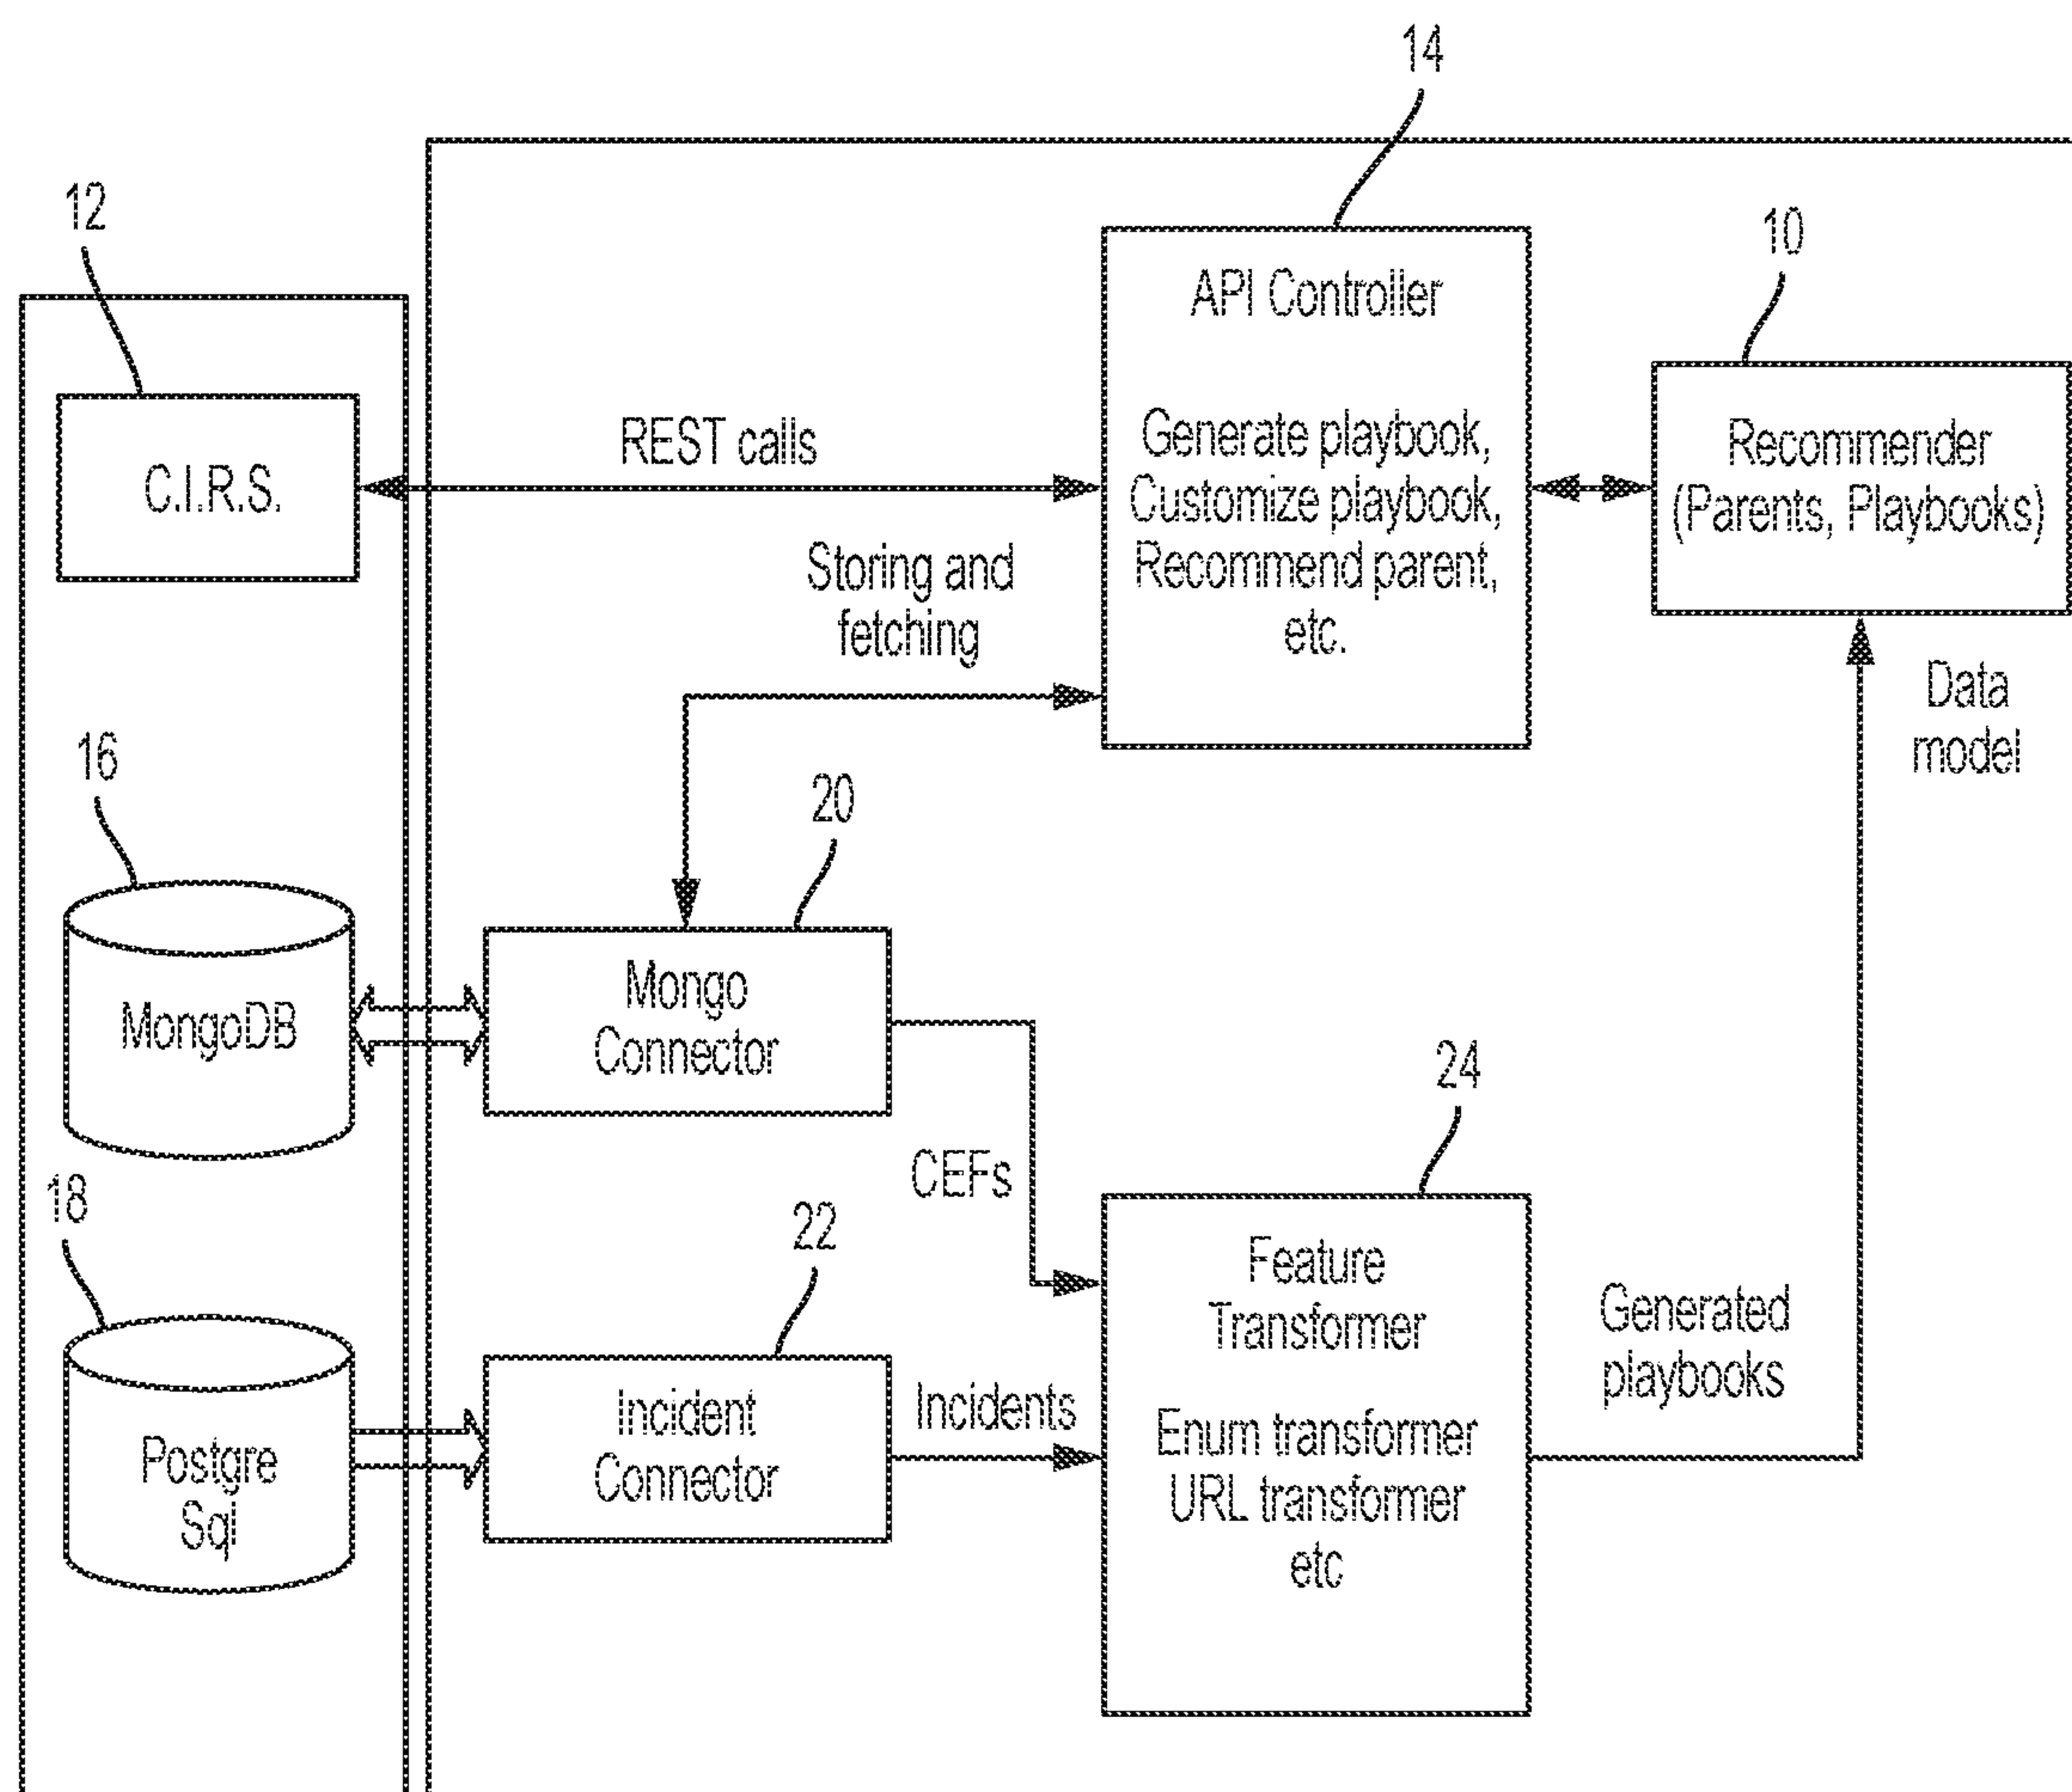 14
12
10
API Controller
Generate playbook,
Customize playbook,
Recommend parent,
etc.
Recommender
(Parents, Playbooks)
C.I.R.S.
REST calls
Storing and
fetching
Data
model
16
20
MongoDB
Mongo
Connector
24
CEFs
18
22
Feature
Transformer
Enum transformer
URL transformer
etc
Generated
playbooks
Postgre
Sql
Incident
Connector
Incidents